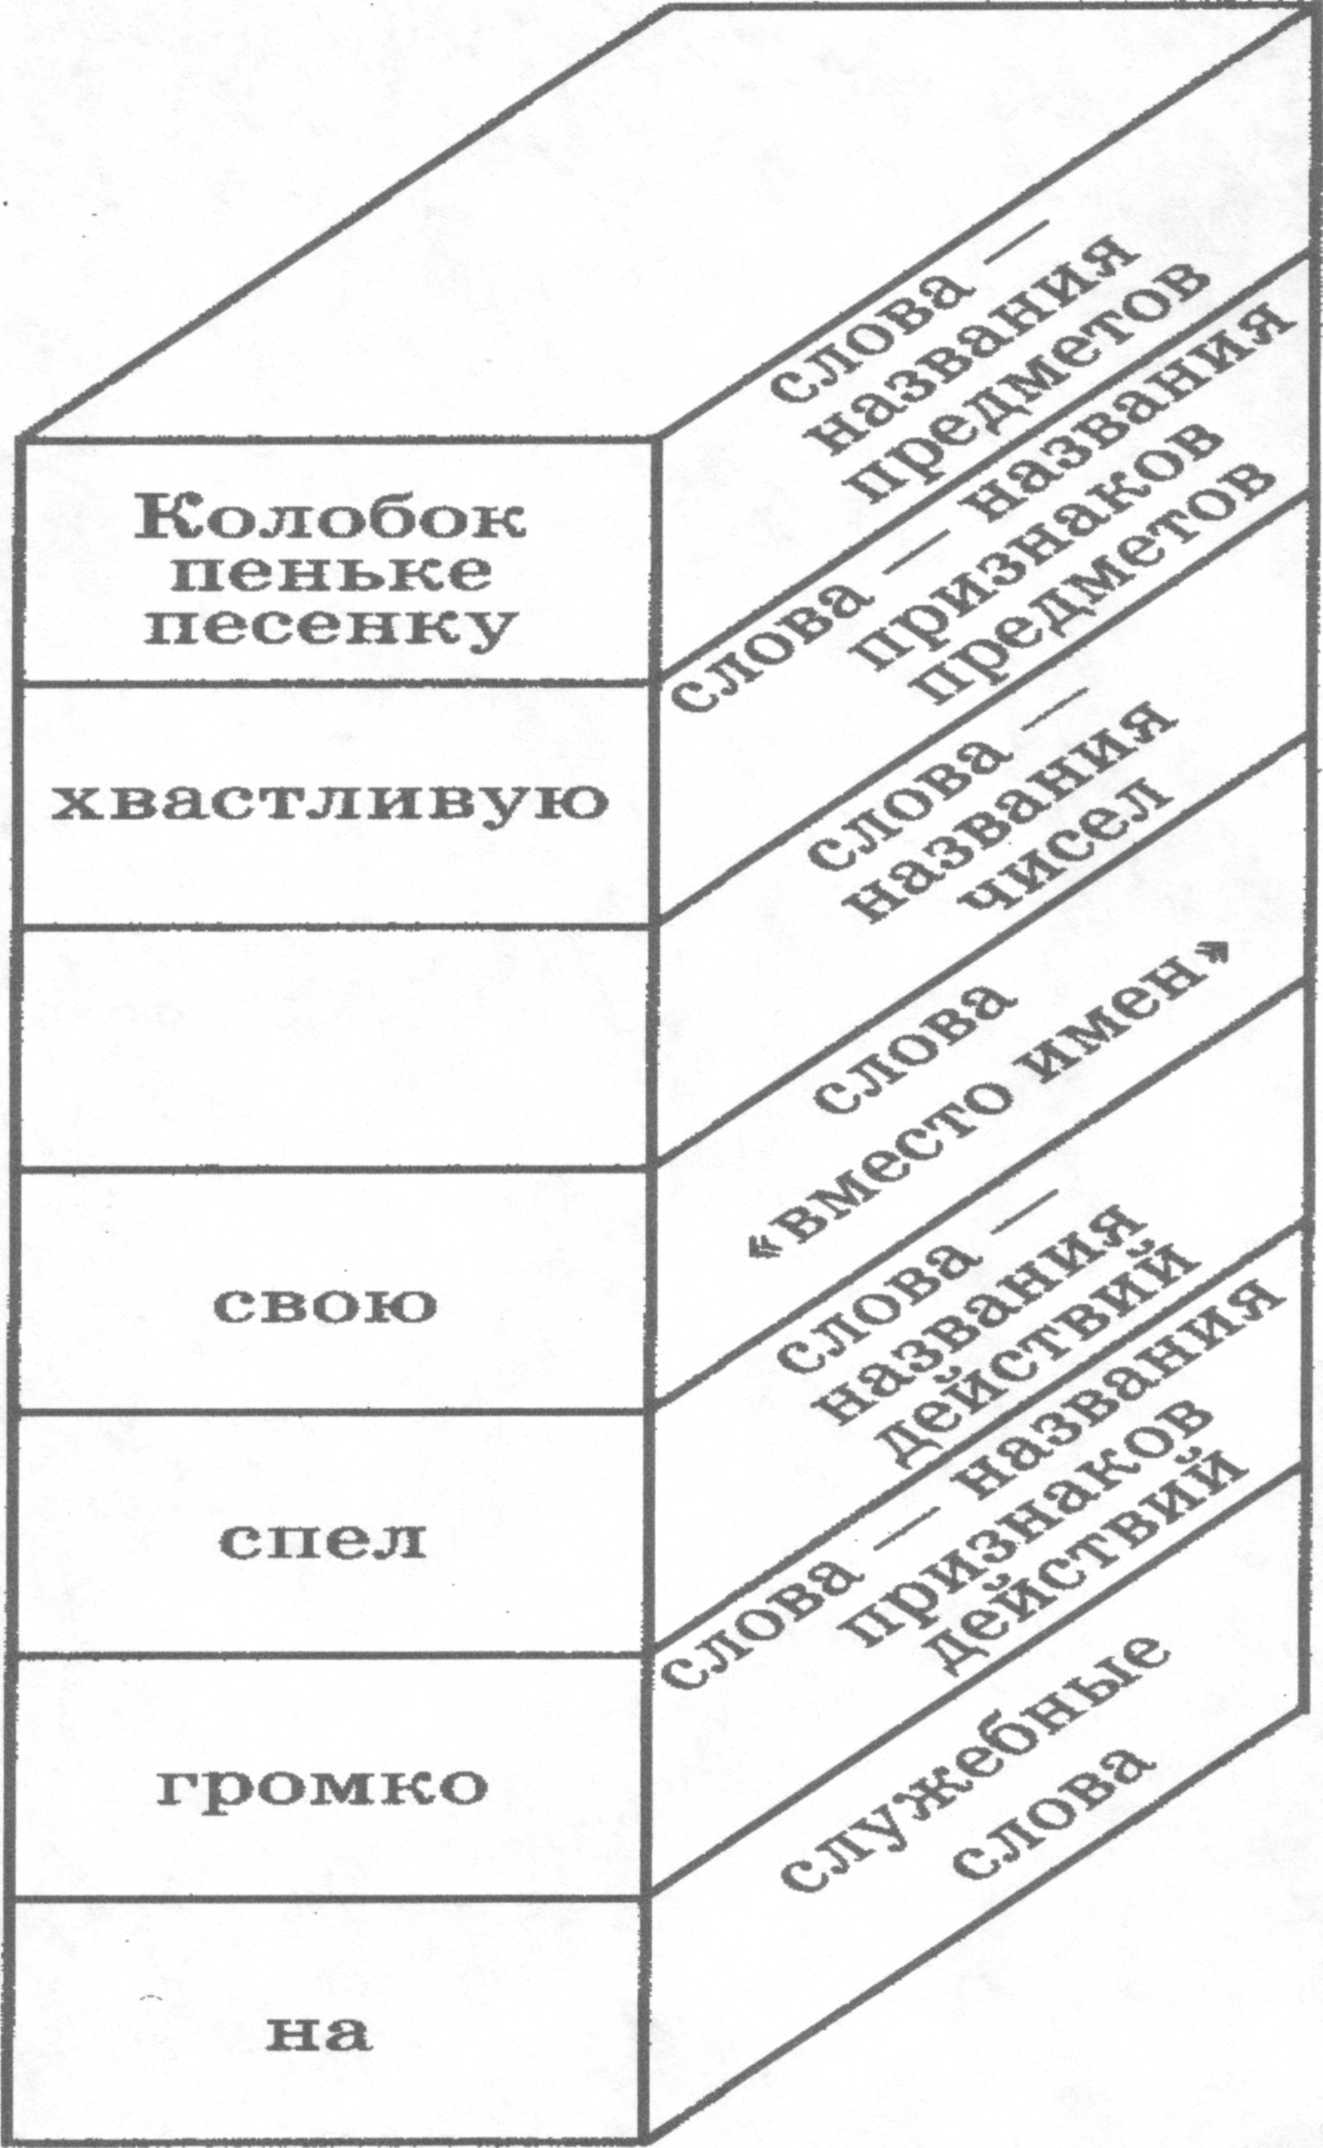 слова —
названия
предметов
Колобок
пеньке
песенку
слова — названия
признаков
предметов
хвастливую
слова —
названия
чисел
слова
«вместо имен»
свою
слова —
названия
действий
спел
слова — названия
признаков
действий
громко
служебные
слова
на